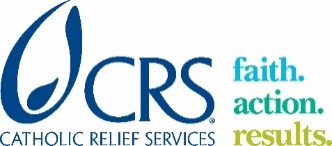 CRS®
CATHOLIC RELIEF SERVICES
faith.
action.
results.